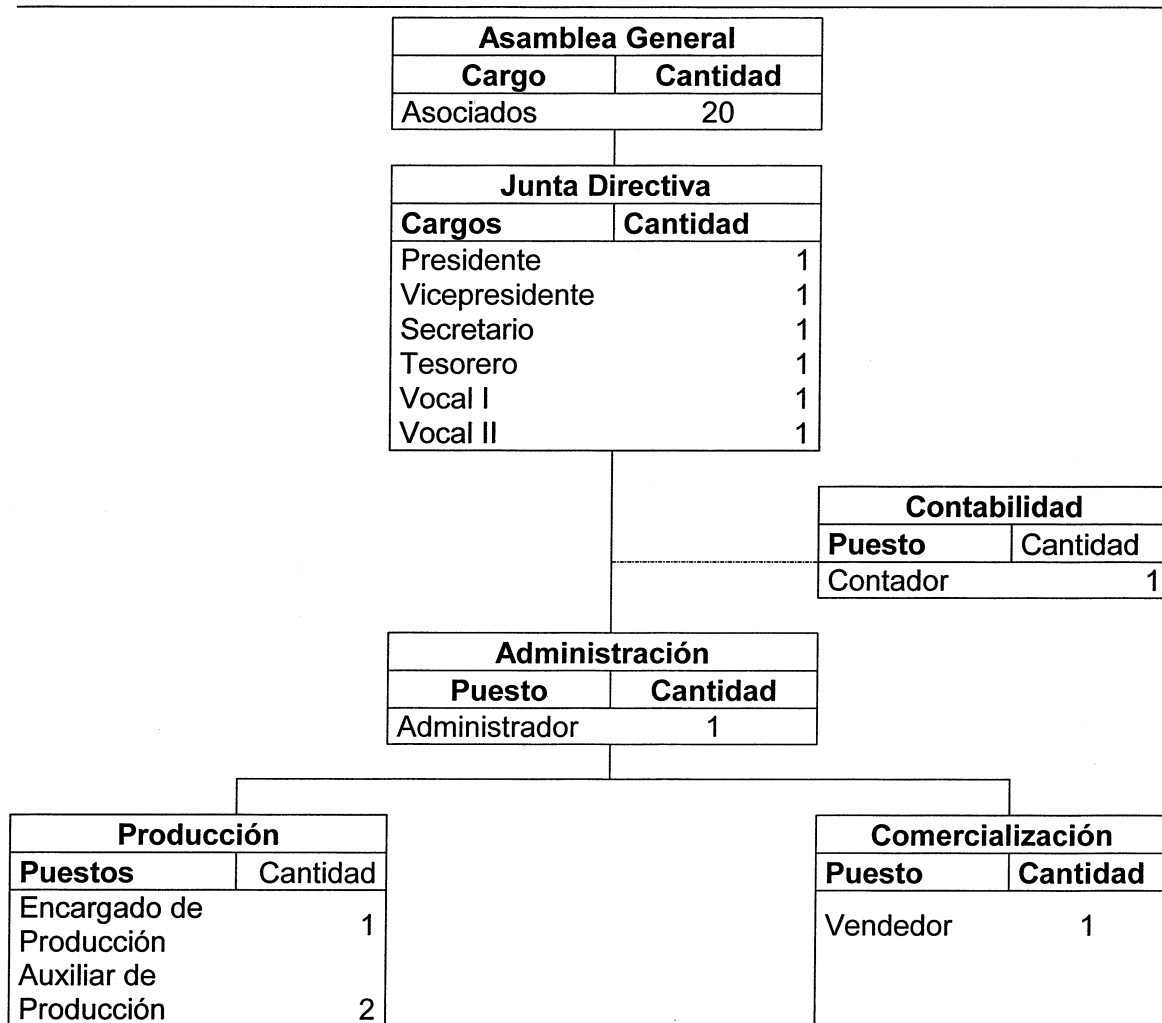 Asamblea General
Cargo Cantidad
Asociados 20
Junta Directiva
Cargos Cantidad
Presidente 1
Vicepresidente 1
Secretario 1
Tesorero 1
Vocal I 1
Vocal II 1
Contabilidad
Puesto Cantidad
Contador 1
Administración
Puesto Cantidad
Administrador 1
Producción
Puestos Cantidad
Encargado de
Producción 1
Auxiliar de
Producción 2
Comercialización
Puesto Cantidad
Vendedor 1